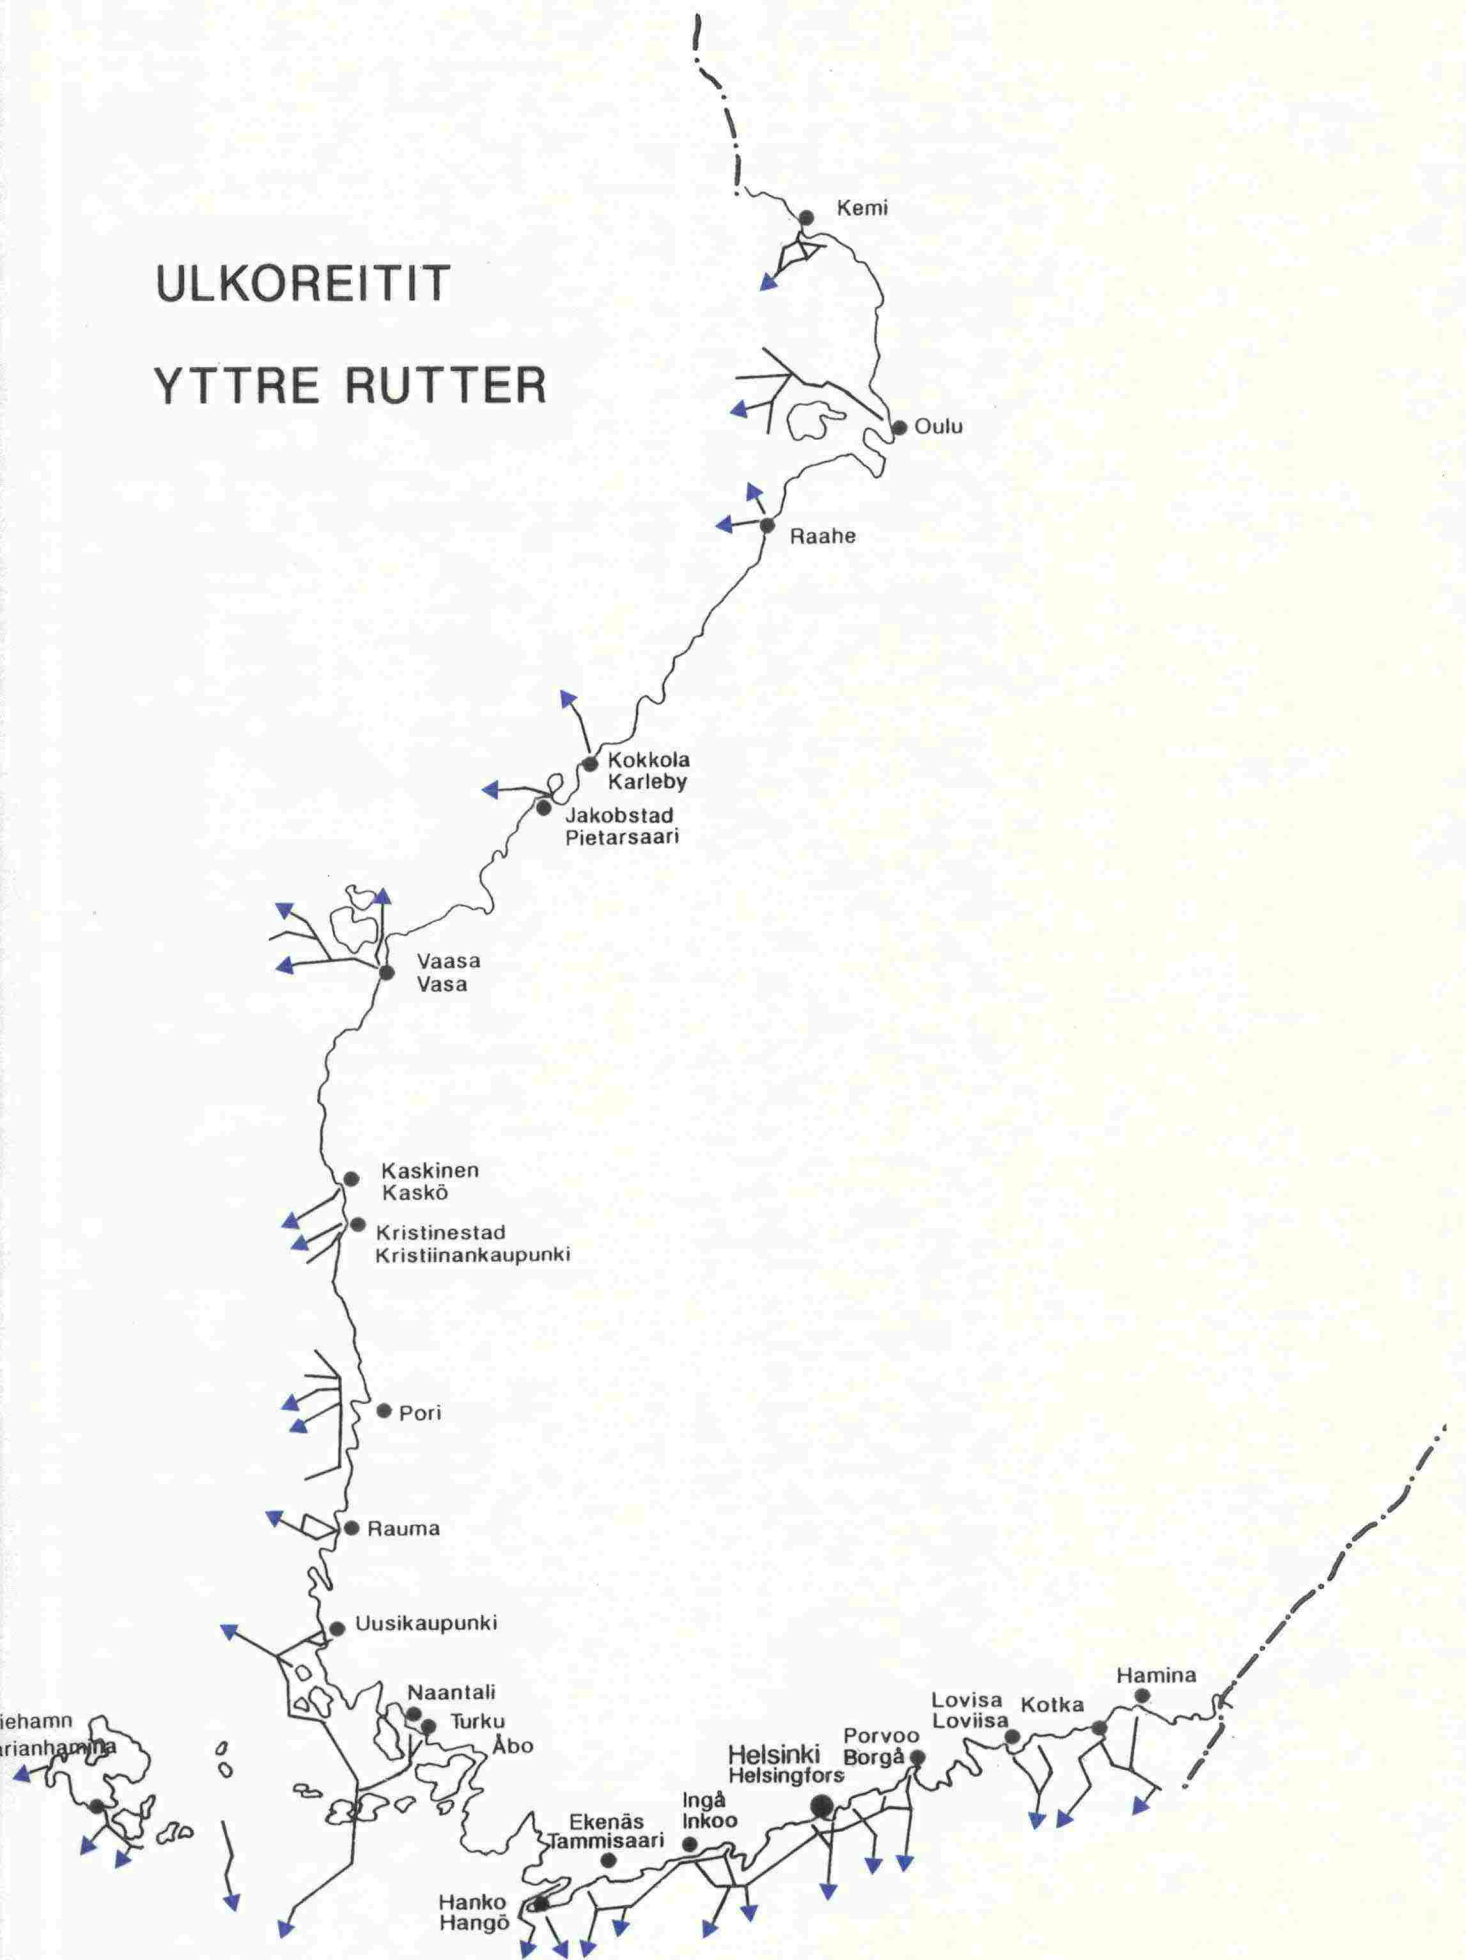 ULKOREITIT
YTTRE RUTTER
Kemi
Oulu
Raahe
Kokkola
Karleby
Jakobstad
Pietarsaari
Vaasa
Vasa
Kaskinen
Kaskö
Kristinestad
Kristiinankaupunki
Pori
Rauma
Uusikaupunki
Naantali
Turku
Åbo
iehamn
rianhamina
Hamina
Kotka
Lovisa
Loviisa
Porvoo
Borgå
Helsinki
Helsingfors
Ingå
Inkoo
Ekenäs
Tammisaari
Hanko
Hangö